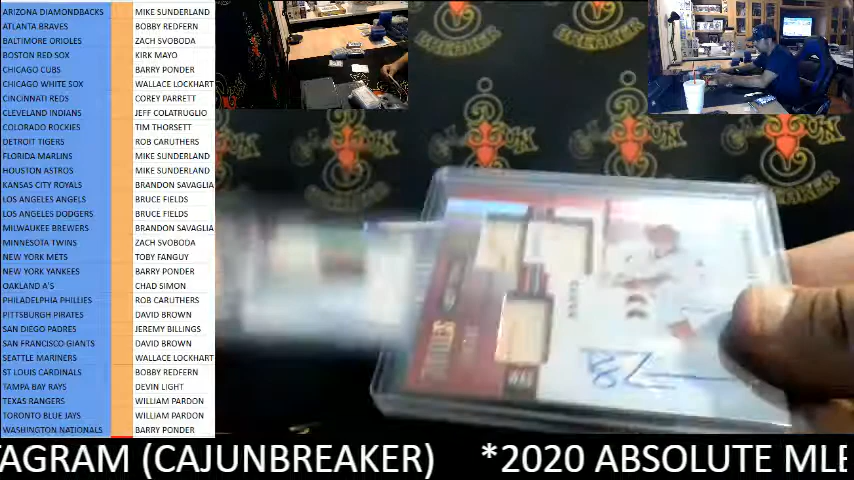 ARIZONA DIAMONDBACKS MIKE SUNDERLAND
ATLANTA BRAVES BOBBY REDFERN
BALTIMORE ORIOLES ZACH SVOBODA
BOSTON RED SOX KIRK MAYO
CHICAGO CUBS BARRY PONDER
CHICAGO WHITE SOX WALLACE LOCKHART
CINCINNATI REDS COREY PARRETT
CLEVELAND INDIANS JEFF COLATRUGLIO
COLORADO ROCKIES TIM THORSETT
DETROIT TIGERS ROB CARUTHERS
FLORIDA MARLINS MIKE SUNDERLAND
HOUSTON ASTROS MIKE SUNDERLAND
KANSAS CITY ROYALS BRANDON SAVAGLIA
LOS ANGELES ANGELS BRUCE FIELDS
LOS ANGELES DODGERS BRUCE FIELDS
MILWAUKEE BREWERS BRANDON SAVAGLIA
MINNESOTA TWINS ZACH SVOBODA
NEW YORK METS TOBY FANGUY
NEW YORK YANKEES BARRY PONDER
OAKLAND A'S CHAD SIMON
PHILADELPHIA PHILLIES ROB CARUTHERS
PITTSBURGH PIRATES DAVID BROWN
SAN DIEGO PADRES JEREMY BILLINGS
SAN FRANCISCO GIANTS DAVID BROWN
SEATTLE MARINERS WALLACE LOCKHART
ST LOUIS CARDINALS BOBBY REDFERN
TAMPA BAY RAYS DEVIN LIGHT
TEXAS RANGERS WILLIAM PARDON
TORONTO BLUE JAYS WILLIAM PARDON
WASHINGTON NATIONALS BARRY PONDER
BREAKER
BREAKER
CAJUN
BREAKER
CAJUN
BREAKER
TAGRAM (CAJUNBREAKER) *2020 ABSOLUTE MLB